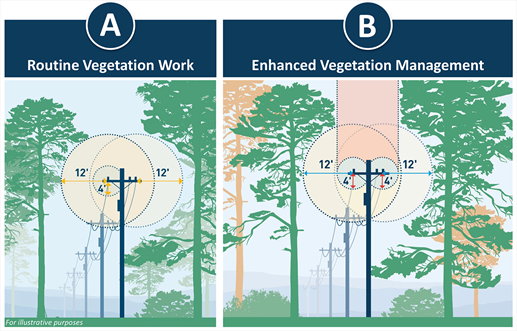 A
Routine Vegetation Work
12'
12'
4'
For illustrative purposes
B
Enhanced Vegetation Management
12'
12'
4'
4'